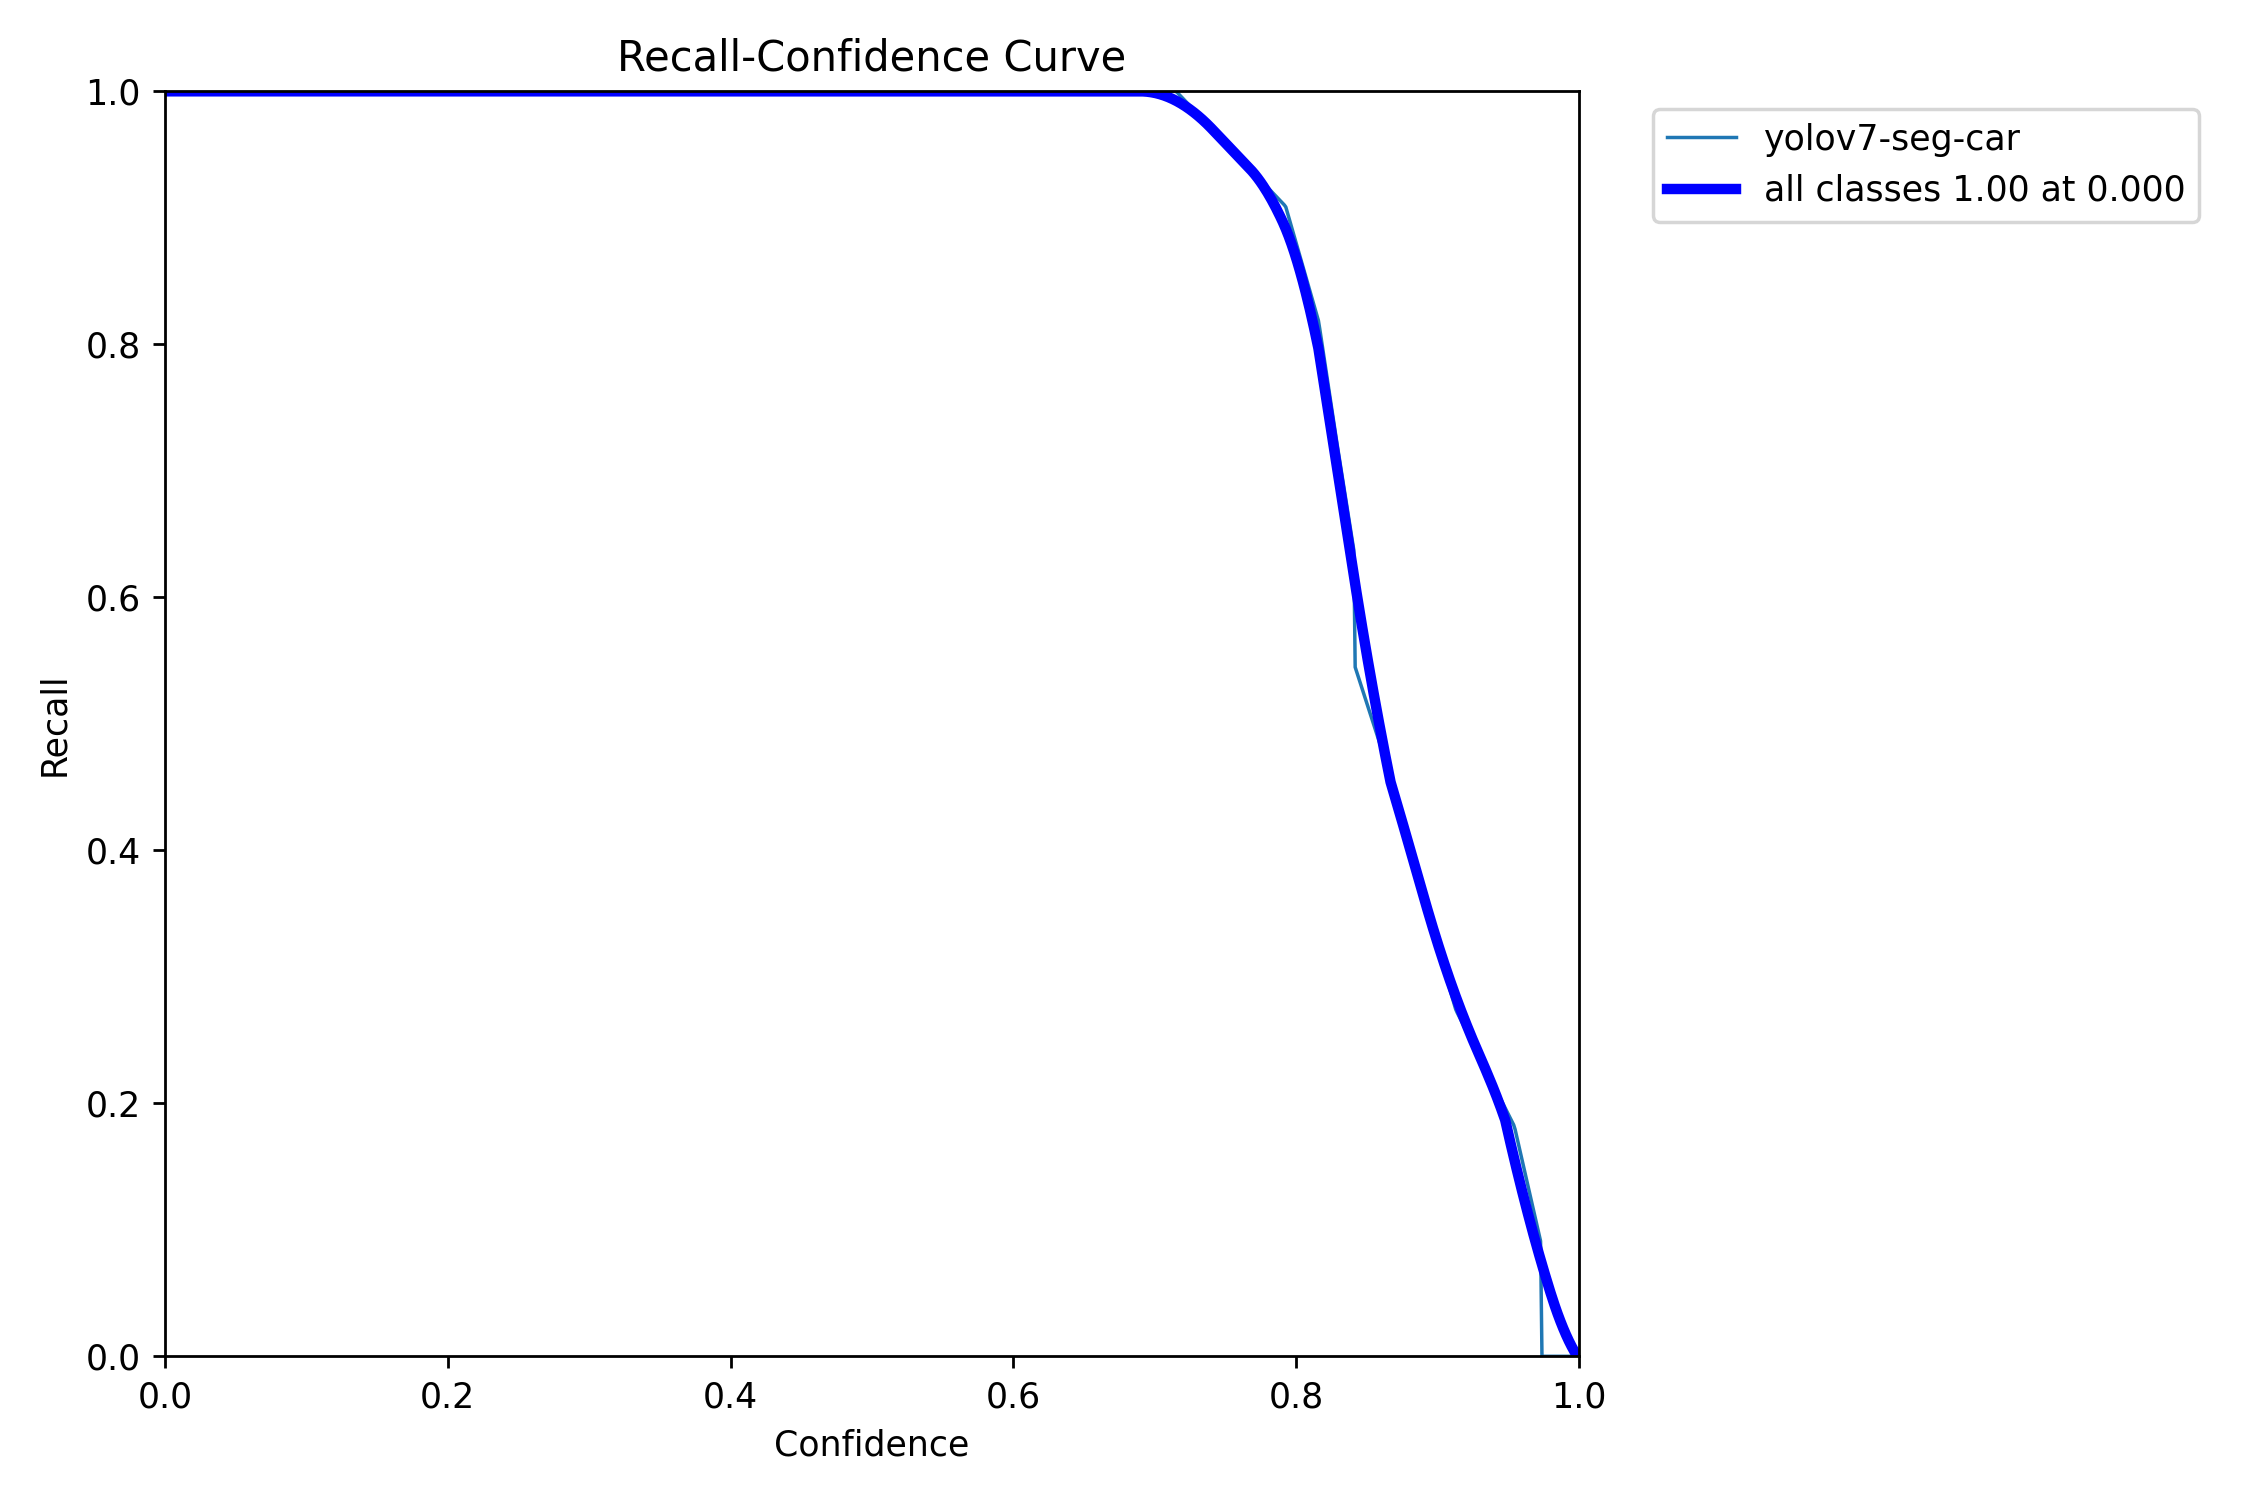 Recall-Confidence Curve
1.0
0.8
0.6
0.4
0.2
0.0
Recall
0.0 0.2 0.4 0.6 0.8 1.0
Confidence
yolov7-seg-car
all classes 1.00 at 0.000